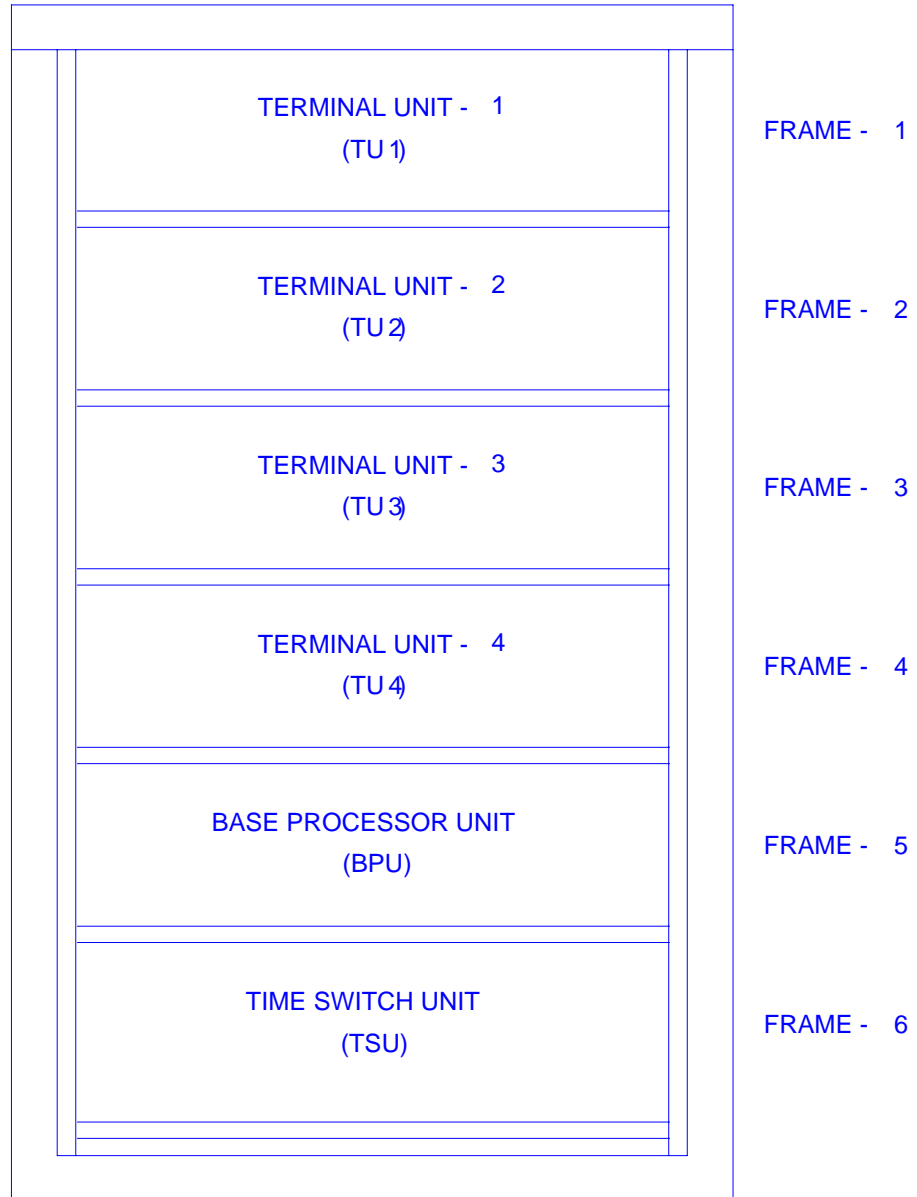 TERMINAL UNIT - 1
(TU 1)
FRAME - 1
TERMINAL UNIT - 2
(TU 2)
FRAME - 2
TERMINAL UNIT - 3
(TU 3)
FRAME - 3
TERMINAL UNIT - 4
(TU 4)
FRAME - 4
BASE PROCESSOR UNIT
(BPU)
FRAME - 5
TIME SWITCH UNIT
(TSU)
FRAME - 6